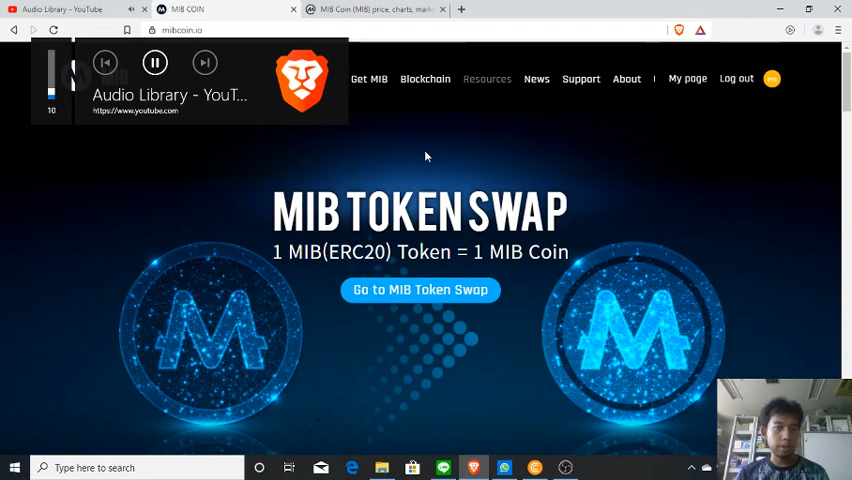 Audio Library - YouTube
MIB COIN
MIB Coin (MIB) price, charts, mark
mibcoin.io
Audio Library - YouT...
https://www.youtube.com
10
Get MIB
Blockchain
Resources
News
Support
About
My page
Log out
en
MIB TOKEN SWAP
1 MIB(ERC20) Token = 1 MIB Coin
Go to MIB Token Swap
Type here to search